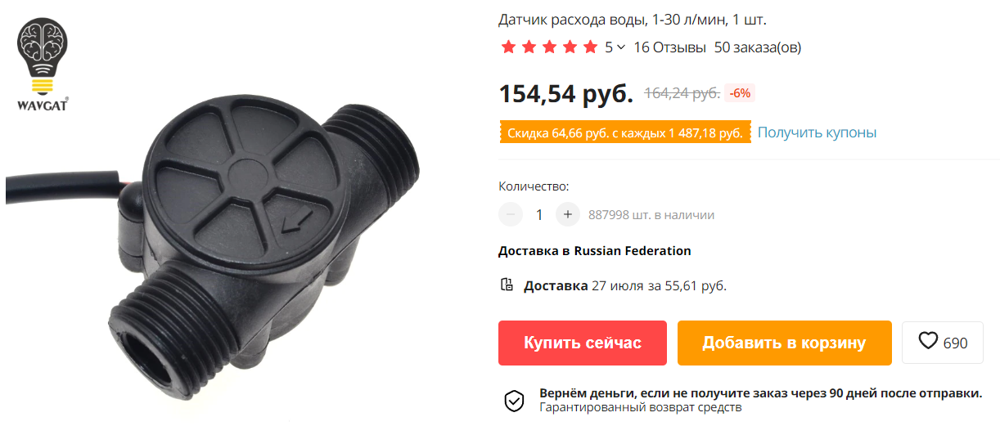 WAVGAT®
Датчик расхода воды, 1-30 л/мин, 1 шт.
5 16 Отзывы 50 заказа(ов)
154,54 руб. 164,24 руб. -6%
Скидка 64,66 руб. с каждых 1 487,18 руб. Получить купоны
Количество:
− 1 + 887998 шт. в наличии
Доставка в Russian Federation
Доставка 27 июля за 55,61 руб.
Купить сейчас Добавить в корзину 690
Вернём деньги, если не получите заказ через 90 дней после отправки.
Гарантированный возврат средств